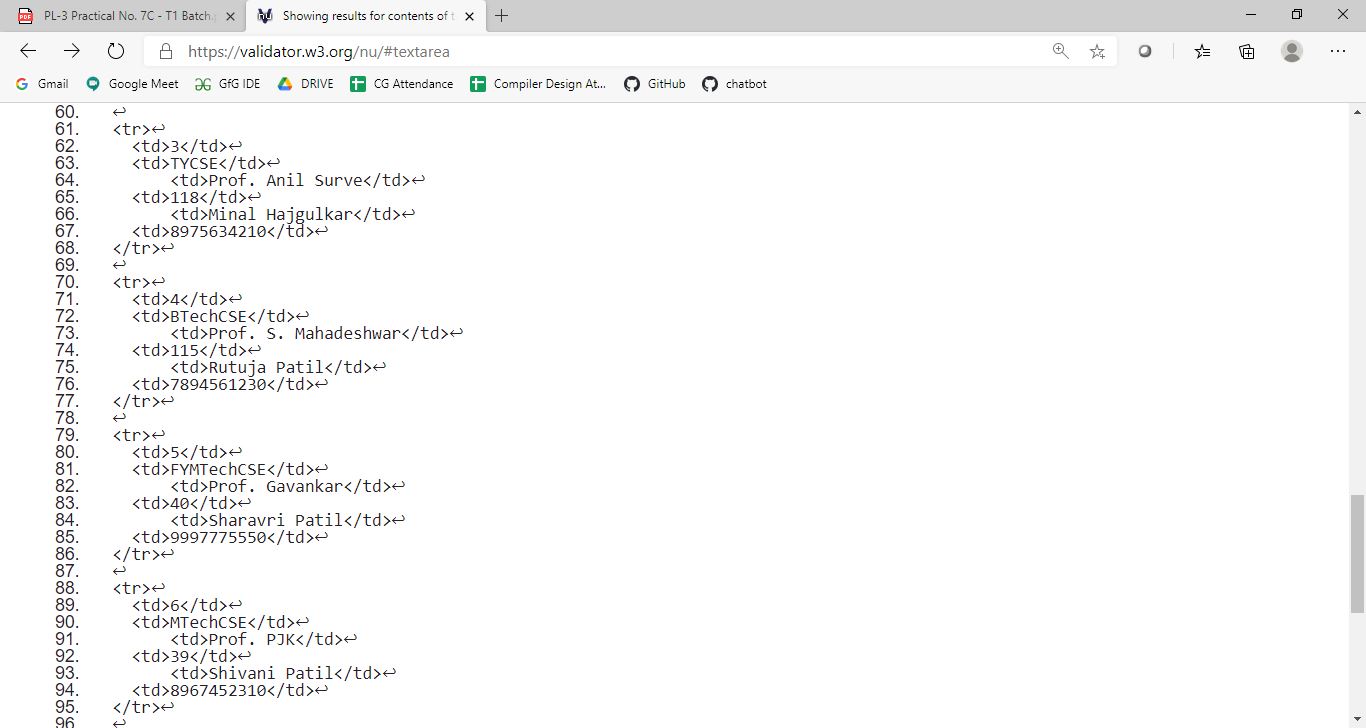 PL-3 Practical No. 7C - T1 Batch.
Showing results for contents of t
https://validator.w3.org/nu/#textarea
Gmail Google Meet GfG IDE DRIVE CG Attendance Compiler Design At... GitHub chatbot
60. ↩
61. <tr>↩
62. <td>3</td>↩
63. <td>TYCSE</td>↩
64. <td>Prof. Anil Surve</td>↩
65. <td>118</td>↩
66. <td>Minal Hajgulkar</td>↩
67. <td>8975634210</td>↩
68. </tr>↩
69. ↩
70. <tr>↩
71. <td>4</td>↩
72. <td>BTechCSE</td>↩
73. <td>Prof. S. Mahadeshwar</td>↩
74. <td>115</td>↩
75. <td>Rutuja Patil</td>↩
76. <td>7894561230</td>↩
77. </tr>↩
78. ↩
79. <tr>↩
80. <td>5</td>↩
81. <td>FYMTechCSE</td>↩
82. <td>Prof. Gavankar</td>↩
83. <td>40</td>↩
84. <td>Sharavri Patil</td>↩
85. <td>9997775550</td>↩
86. </tr>↩
87. ↩
88. <tr>↩
89. <td>6</td>↩
90. <td>MTechCSE</td>↩
91. <td>Prof. PJK</td>↩
92. <td>39</td>↩
93. <td>Shivani Patil</td>↩
94. <td>8967452310</td>↩
95. </tr>↩
96. ↩